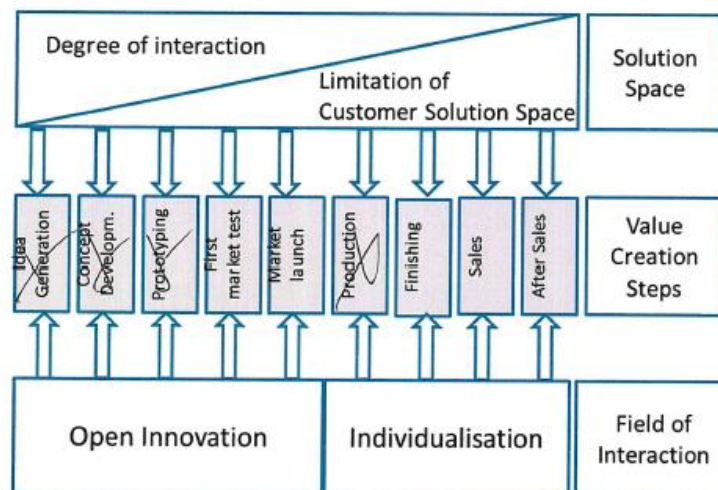 Degree of interaction
Limitation of
Customer Solution Space
Solution
Space
Idea
Generation
Concept
Developm.
Prototyping
First
market test
Market
launch
Production
Finishing
Sales
After Sales
Value
Creation
Steps
Open Innovation
Individualisation
Field of
Interaction